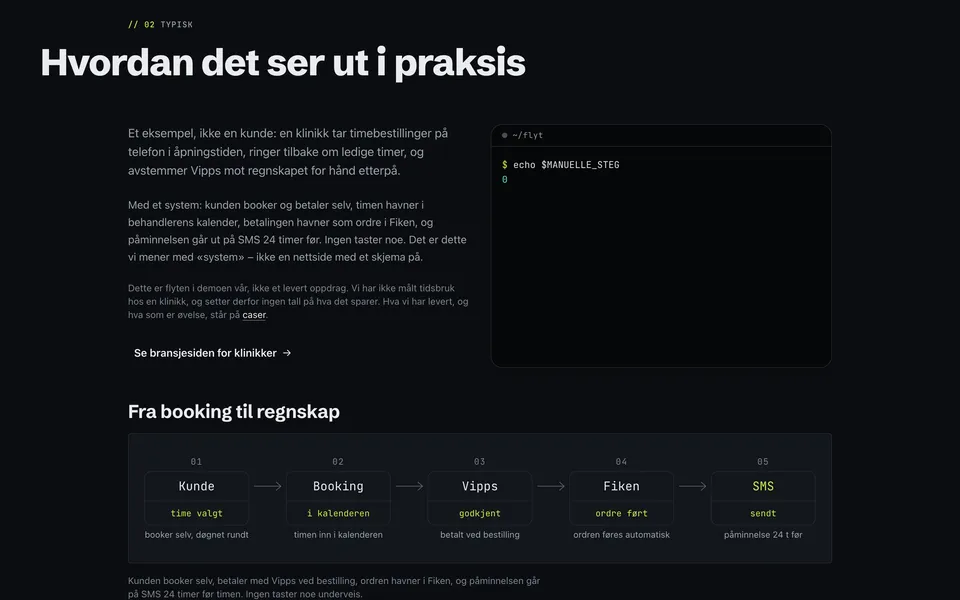 // 02 TYPISK
Hvordan det ser ut i praksis
Et eksempel, ikke en kunde: en klinikk tar timebestillinger på
telefon i åpningstiden, ringer tilbake om ledige timer, og
avstemmer Vipps mot regnskapet for hånd etterpå.
Med et system: kunden booker og betaler selv, timen havner i
behandlerens kalender, betalingen havner som ordre i Fiken, og
påminnelsen går ut på SMS 24 timer før. Ingen taster noe. Det er dette
vi mener med «system» – ikke en nettside med et skjema på.
Dette er flyten i demoen vår, ikke et levert oppdrag. Vi har ikke målt tidsbruk
hos en klinikk, og setter derfor ingen tall på hva det sparer. Hva vi har levert, og
hva som er øvelse, står på caser.
Se bransjesiden for klinikker →
~/flyt
$ echo $MANUELLE_STEG
0
Fra booking til regnskap
01 02 03 04 05
Kunde Booking Vipps Fiken SMS
time valgt i kalenderen godkjent ordre ført sendt
booker selv, døgnet rundt timen inn i kalenderen betalt ved bestilling ordren føres automatisk påminnelse 24 t før
Kunden booker selv, betaler med Vipps ved bestilling, ordren havner i Fiken, og påminnelsen går
på SMS 24 timer før timen. Ingen taster noe underveis.